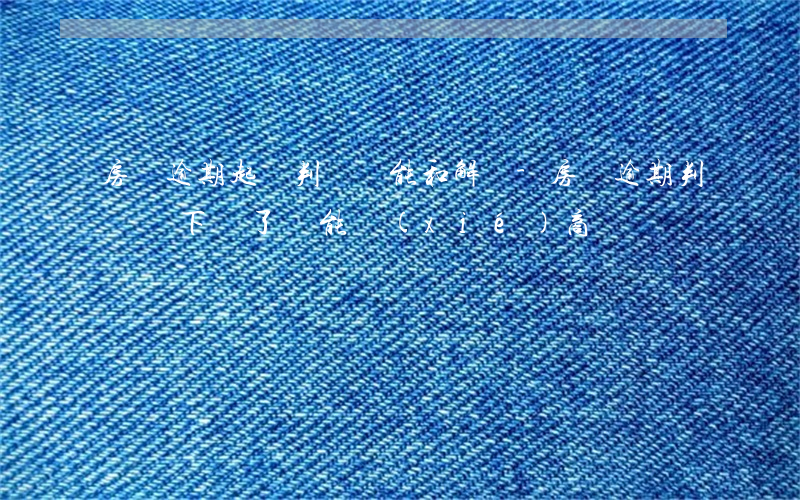 房 逾期起 判 能和解 - 房 逾期判
下 了 能 (xié)商